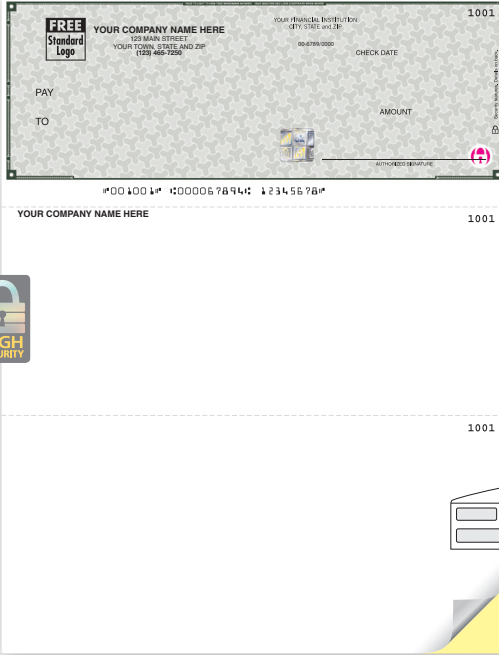 FREE
Standard
Logo
YOUR COMPANY NAME HERE
123 MAIN STREET
YOUR TOWN, STATE AND ZIP
(123) 465-7250
YOUR FINANCIAL INSTITUTION
CITY, STATE and ZIP
00-6789/0000
1001
CHECK DATE
PAY
AMOUNT
TO
AUTHORIZED SIGNATURE
⑈001001⑈ ⑆000067894⑆ 12345678⑈
YOUR COMPANY NAME HERE
1001
GH
URITY
1001